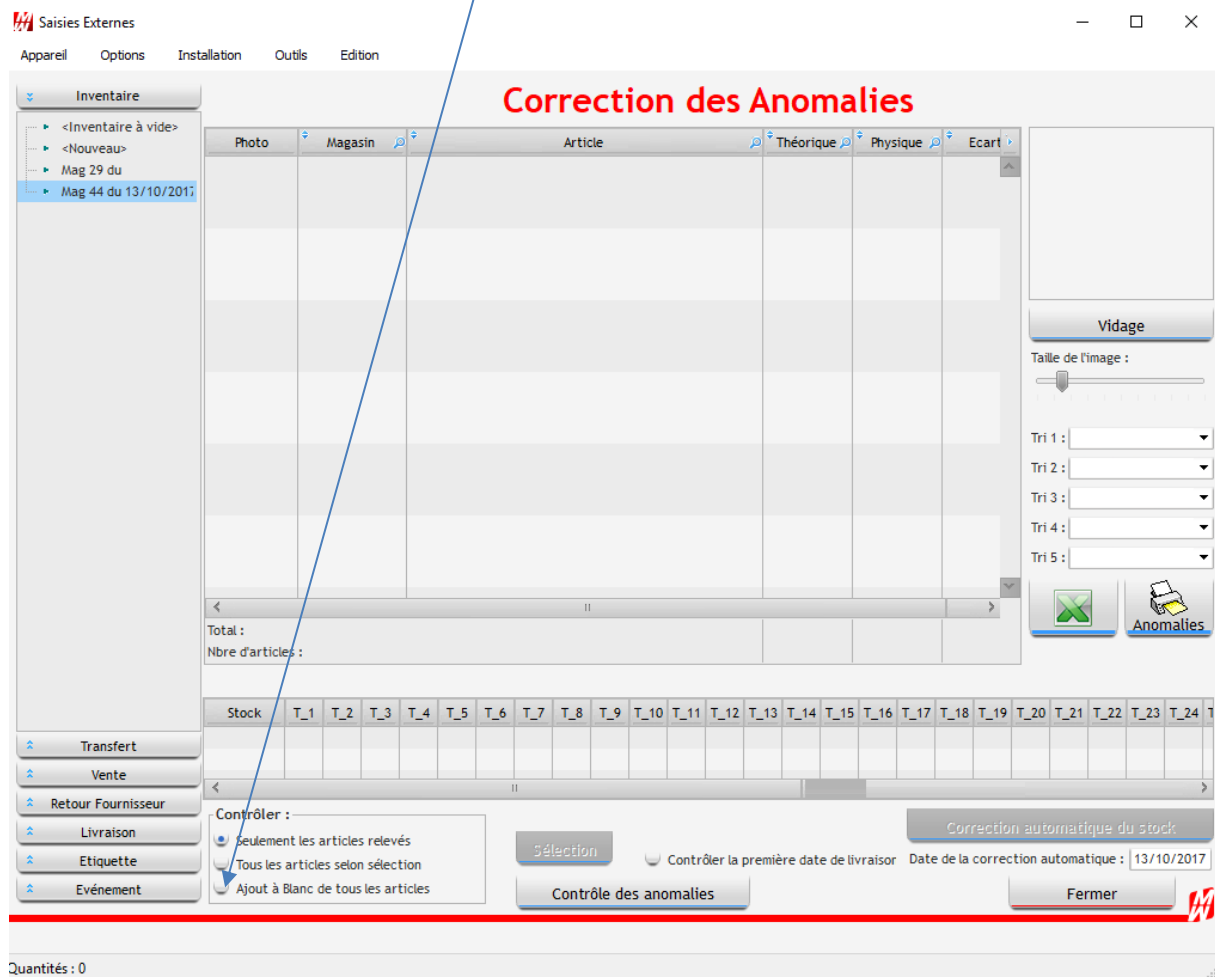 Saisies Externes
Appareil Options Installation Outils Edition
Inventaire
<Inventaire à vide>
<Nouveau>
Mag 29 du
Mag 44 du 13/10/2017
Correction des Anomalies
Photo Magasin Article Théorique Physique Ecart
Vidage
Taille de l'image :
Tri 1 :
Tri 2 :
Tri 3 :
Tri 4 :
Tri 5 :
Anomalies
Total :
Nbre d'articles :
Stock T_1 T_2 T_3 T_4 T_5 T_6 T_7 T_8 T_9 T_10 T_11 T_12 T_13 T_14 T_15 T_16 T_17 T_18 T_19 T_20 T_21 T_22 T_23 T_24
Transfert
Vente
Retour Fournisseur
Livraison
Etiquette
Evénement
Contrôler :
Seulement les articles relevés
Tous les articles selon sélection
Ajout à Blanc de tous les articles
Sélection
Contrôler la première date de livraisor
Contrôle des anomalies
Correction automatique du stock
Date de la correction automatique : 13/10/2017
Fermer
Quantités : 0